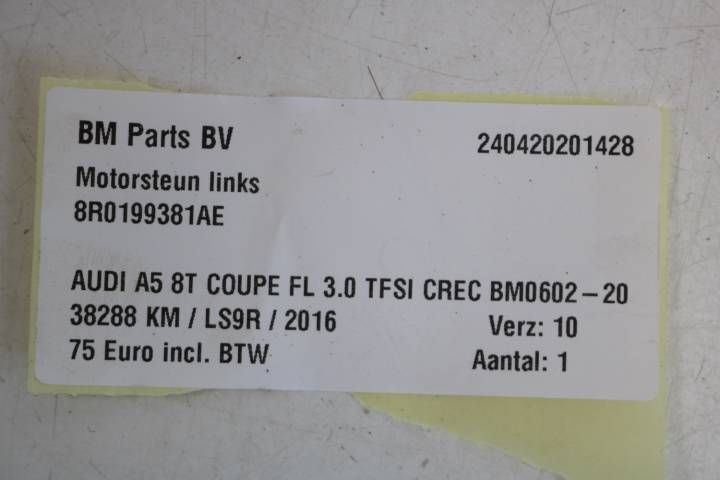 BM Parts BV 240420201428
Motorsteun links
8R0199381AE
AUDI A5 8T COUPE FL 3.0 TFSI CREC BM0602-20
38288 KM / LS9R / 2016 Verz: 10
75 Euro incl. BTW Aantal: 1